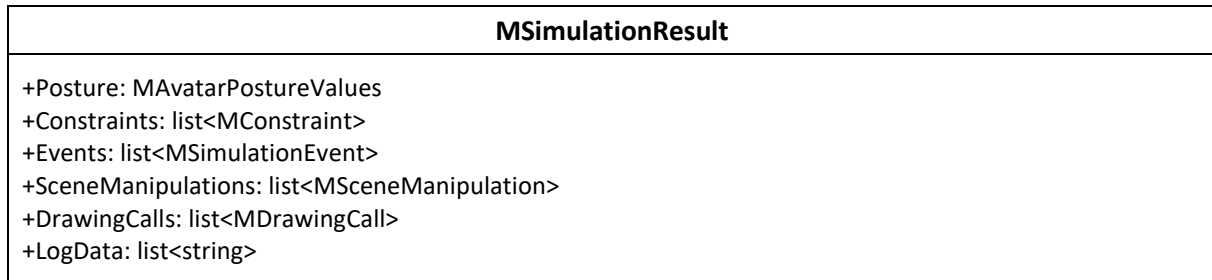 MSimulationResult
+Posture: MAvatarPostureValues
+Constraints: list<MConstraint>
+Events: list<MSimulationEvent>
+SceneManipulations: list<MSceneManipulation>
+DrawingCalls: list<MDrawingCall>
+LogData: list<string>